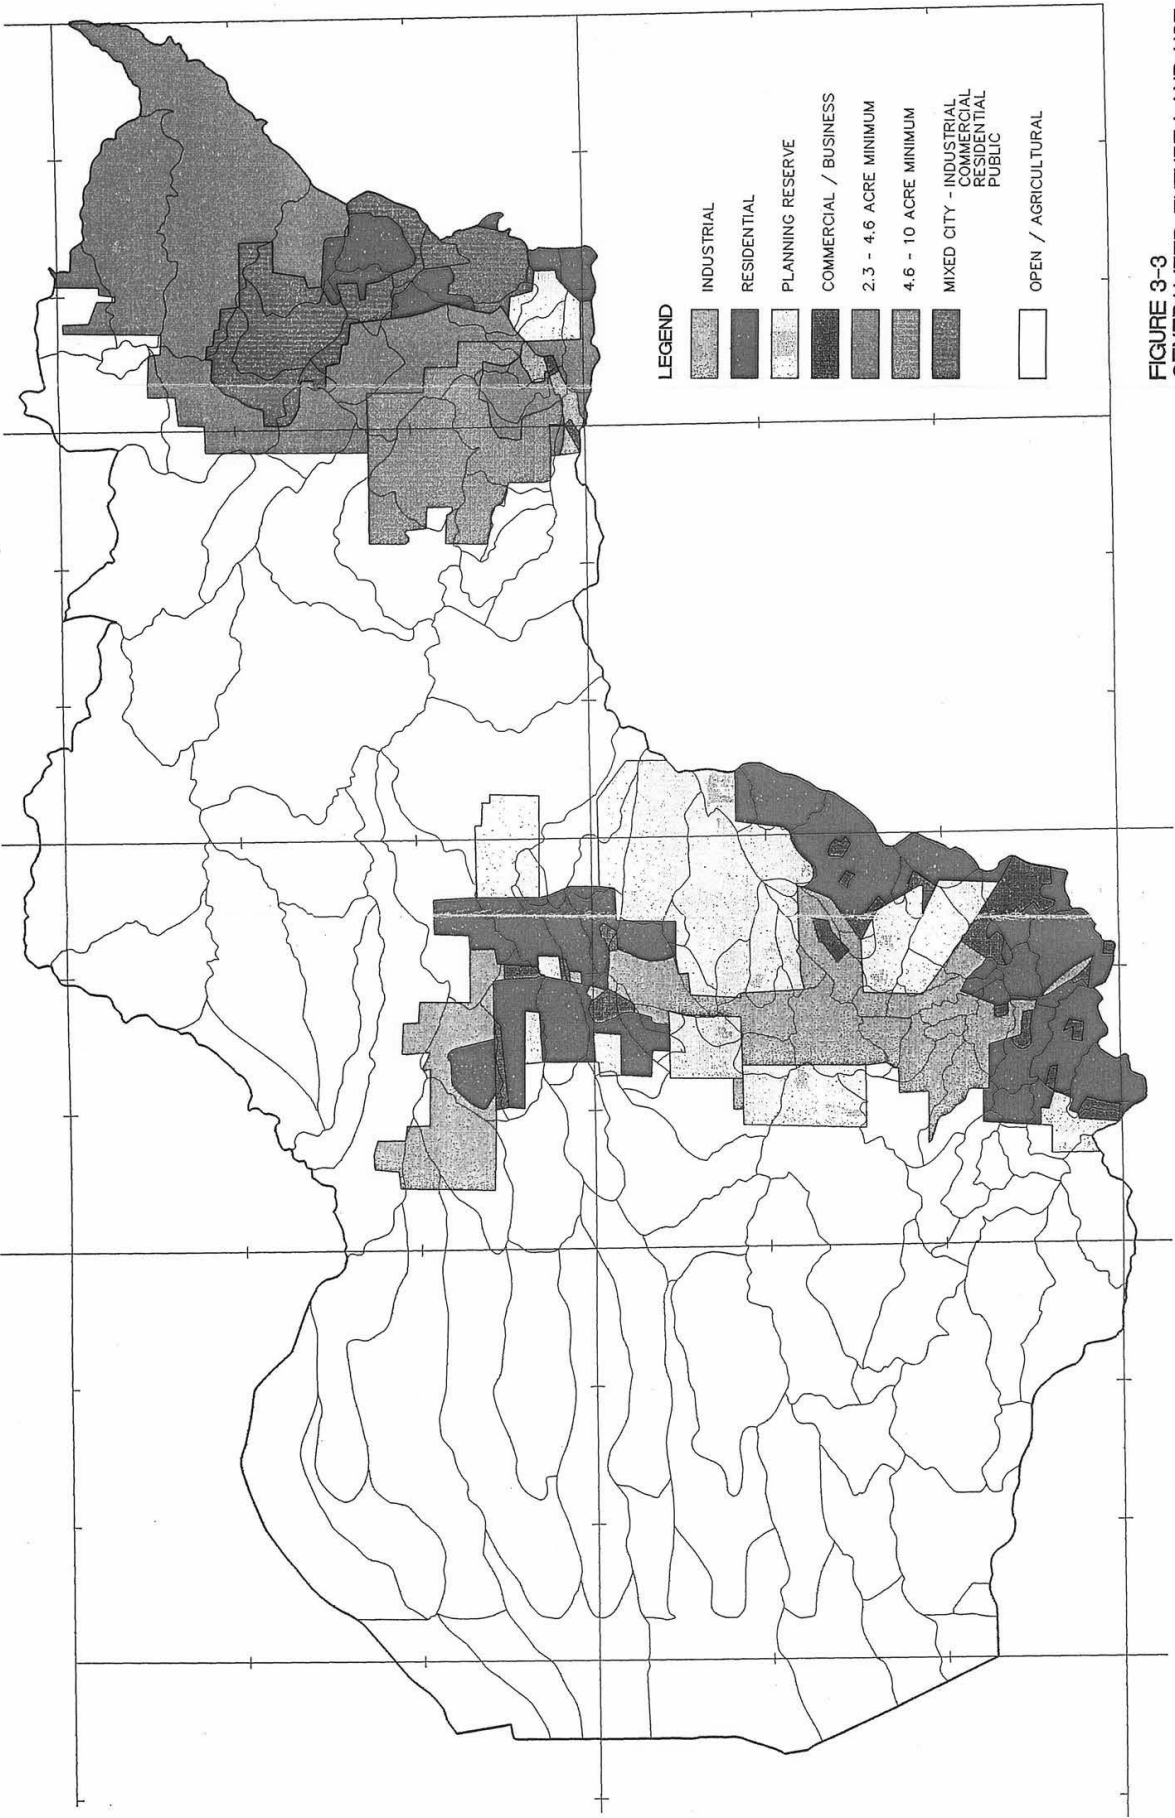 LEGEND
INDUSTRIAL
RESIDENTIAL
PLANNING RESERVE
COMMERCIAL / BUSINESS
2.3 - 4.6 ACRE MINIMUM
4.6 - 10 ACRE MINIMUM
MIXED CITY - INDUSTRIAL
COMMERCIAL
RESIDENTIAL
PUBLIC
OPEN / AGRICULTURAL
FIGURE 3-3